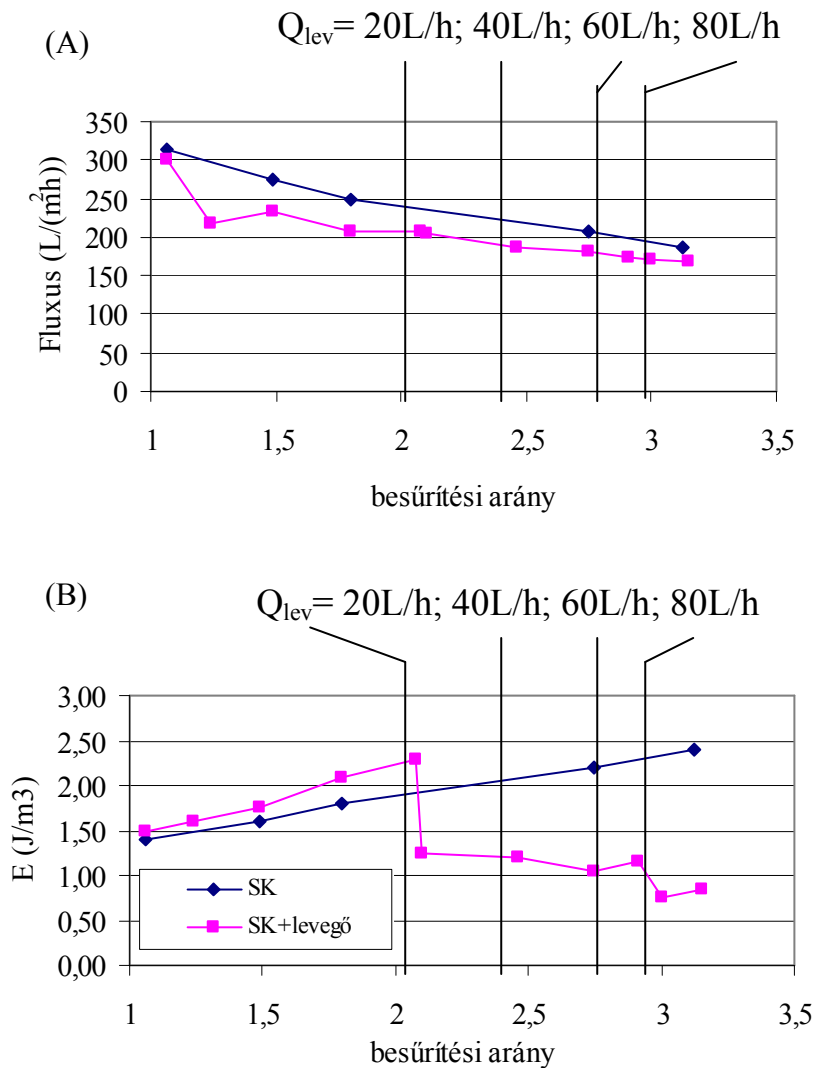 (A)
Qlev= 20L/h; 40L/h; 60L/h; 80L/h
350
300
250
200
150
100
50
0
Fluxus (L/(m²h))
1 1,5 2 2,5 3 3,5
besűrítési arány
(B)
Qlev= 20L/h; 40L/h; 60L/h; 80L/h
3,00
2,50
2,00
1,50
1,00
0,50
0,00
E (J/m3)
SK
SK+levegő
1 1,5 2 2,5 3 3,5
besűrítési arány